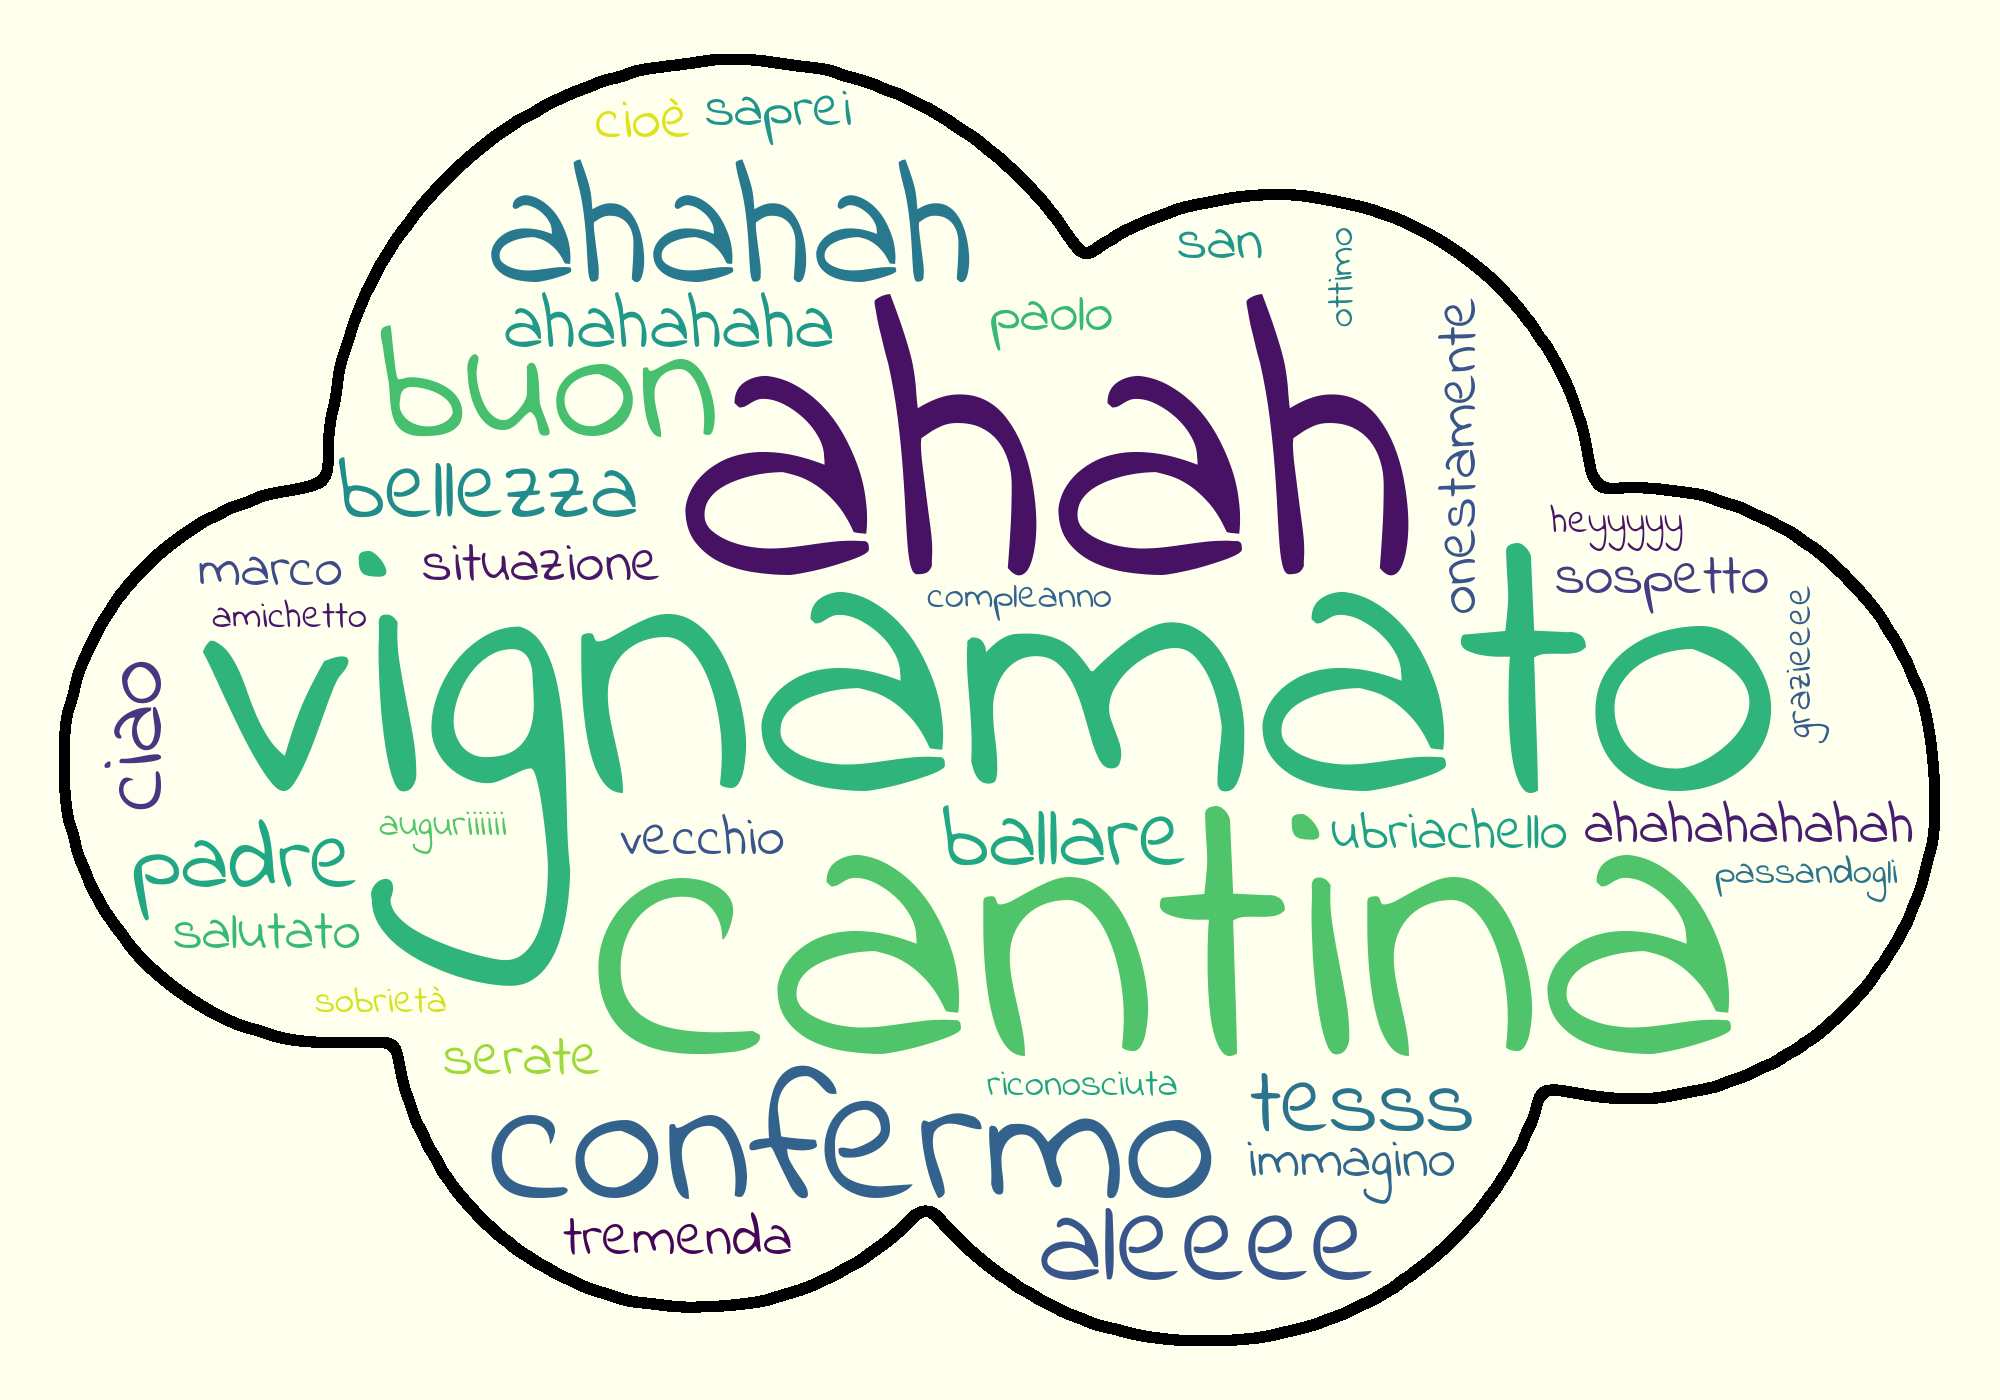 cioè saprei
ahahah
san
ottimo
ahahahaha
paolo
ahah
buon
onestamente
bellezza
heyyyyy
marco
situazione
sospetto
compleanno
amichetto
grazieeee
vignamato
ciao
auguriiiiii
vecchio
ballare
ubriachello
ahahahahahah
padre
passandogli
salutato
cantina
sobrietà
serate
riconosciuta
tesss
confermo
immagino
tremenda
aleeee